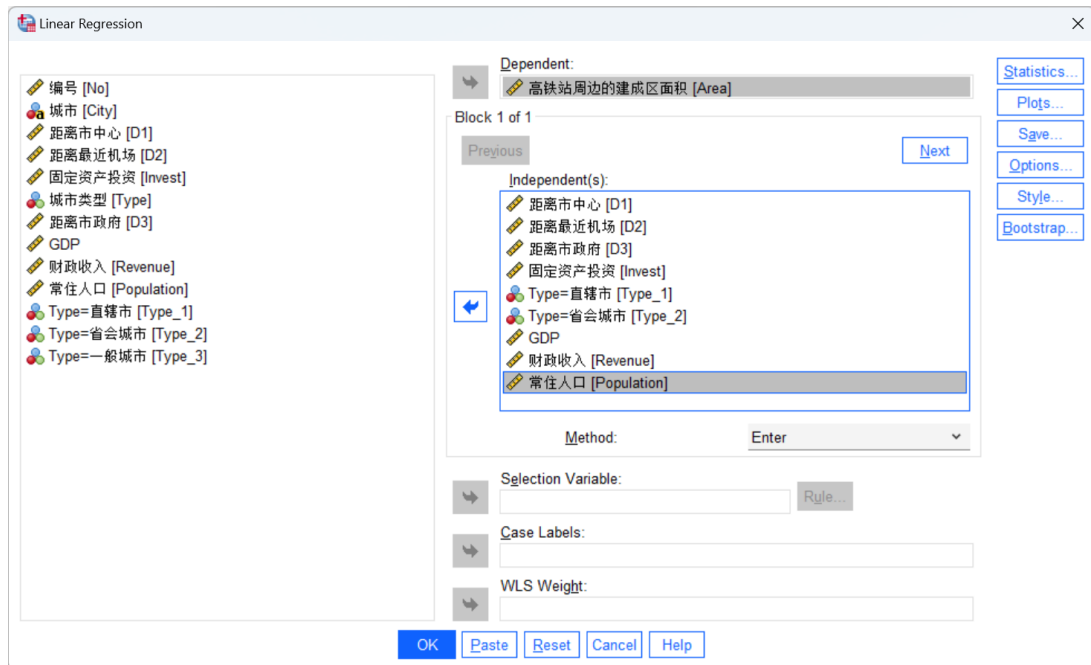 Linear Regression
编号 [No]
城市 [City]
距离市中心 [D1]
距离最近机场 [D2]
固定资产投资 [Invest]
城市类型 [Type]
距离市政府 [D3]
GDP
财政收入 [Revenue]
常住人口 [Population]
Type=直辖市 [Type_1]
Type=省会城市 [Type_2]
Type=一般城市 [Type_3]
Dependent:
高铁站周边的建成区面积 [Area]
Block 1 of 1
Previous
Next
Independent(s):
距离市中心 [D1]
距离最近机场 [D2]
距离市政府 [D3]
固定资产投资 [Invest]
Type=直辖市 [Type_1]
Type=省会城市 [Type_2]
GDP
财政收入 [Revenue]
常住人口 [Population]
Method:
Enter
Selection Variable:
Rule...
Case Labels:
WLS Weight:
Statistics...
Plots...
Save...
Options...
Style...
Bootstrap...
OK
Paste
Reset
Cancel
Help